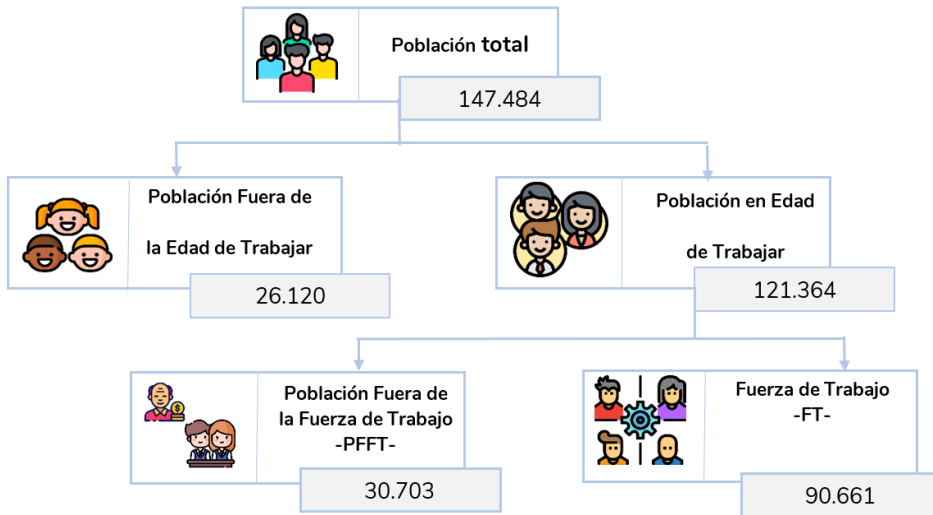 Población total
147.484
Población Fuera de
la Edad de Trabajar
26.120
Población en Edad
de Trabajar
121.364
Población Fuera de
la Fuerza de Trabajo
-PFFT-
30.703
Fuerza de Trabajo
-FT-
90.661